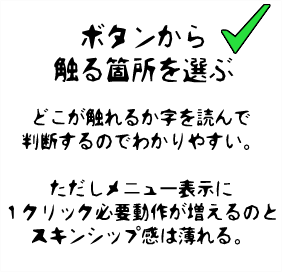 ボタンから
触る箇所を選ぶ
どこが触れるか字を読んで
判断するのでわかりやすい。
ただしメニュー表示に
1クリック必要動作が増えるのと
スキンシップ感は薄れる。